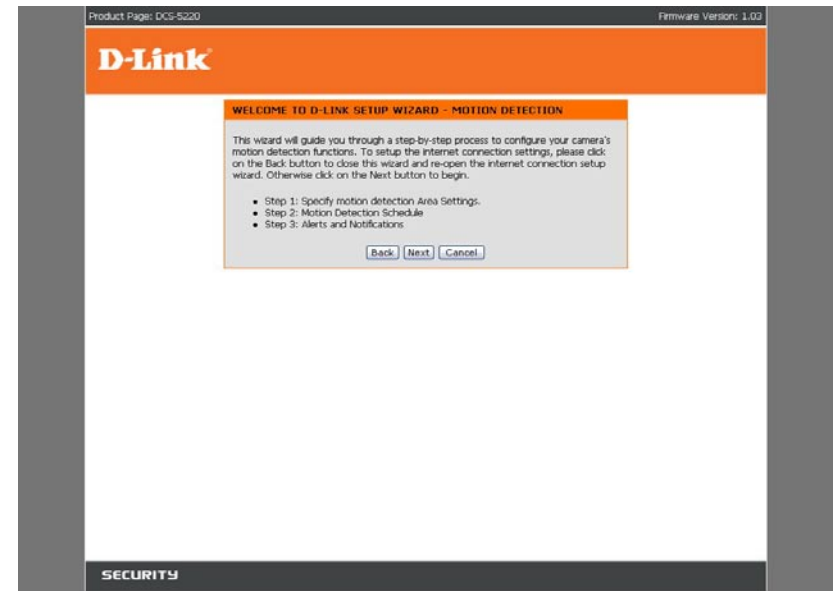 Product Page: DCS-5220 Firmware Version: 1.03
D-Link
WELCOME TO D-LINK SETUP WIZARD - MOTION DETECTION
This wizard will guide you through a step-by-step process to configure your camera's
motion detection functions. To setup the internet connection settings, please click
on the Back button to close this wizard and re-open the internet connection setup
wizard. Otherwise click on the Next button to begin.
• Step 1: Specify motion detection Area Settings.
• Step 2: Motion Detection Schedule
• Step 3: Alerts and Notifications
Back Next Cancel
SECURITY